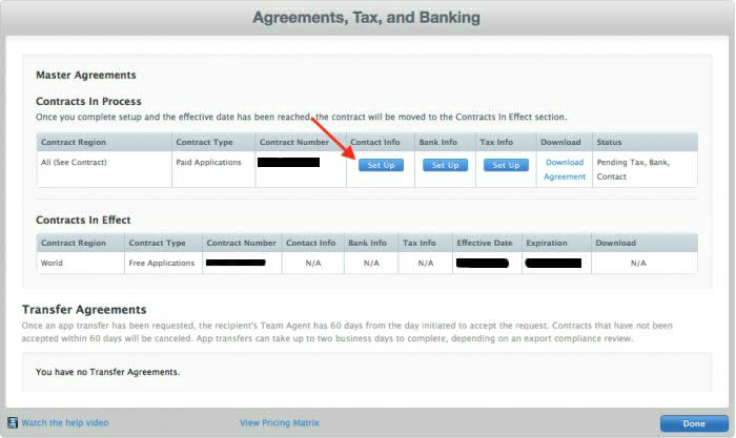 Agreements, Tax, and Banking
Master Agreements
Contracts In Process
Once you complete setup and the effective date has been reached, the contract will be moved to the Contracts In Effect section.
Contract Region Contract Type Contract Number Contact Info Bank Info Tax Info Download Status
All (See Contract) Paid Applications Set Up Set Up Set Up Download Pending Tax, Bank,
Agreement Contact
Contracts In Effect
Contract Region Contract Type Contract Number Contact Info Bank Info Tax Info Effective Date Expiration Download
World Free Applications N/A N/A N/A N/A
Transfer Agreements
Once an app transfer has been requested, the recipient's Team Agent has 60 days from the day initiated to accept the request. Contracts that have not been
accepted within 60 days will be canceled. App transfers can take up to two business days to complete, depending on an export compliance review.
You have no Transfer Agreements.
Watch the help video View Pricing Matrix Done